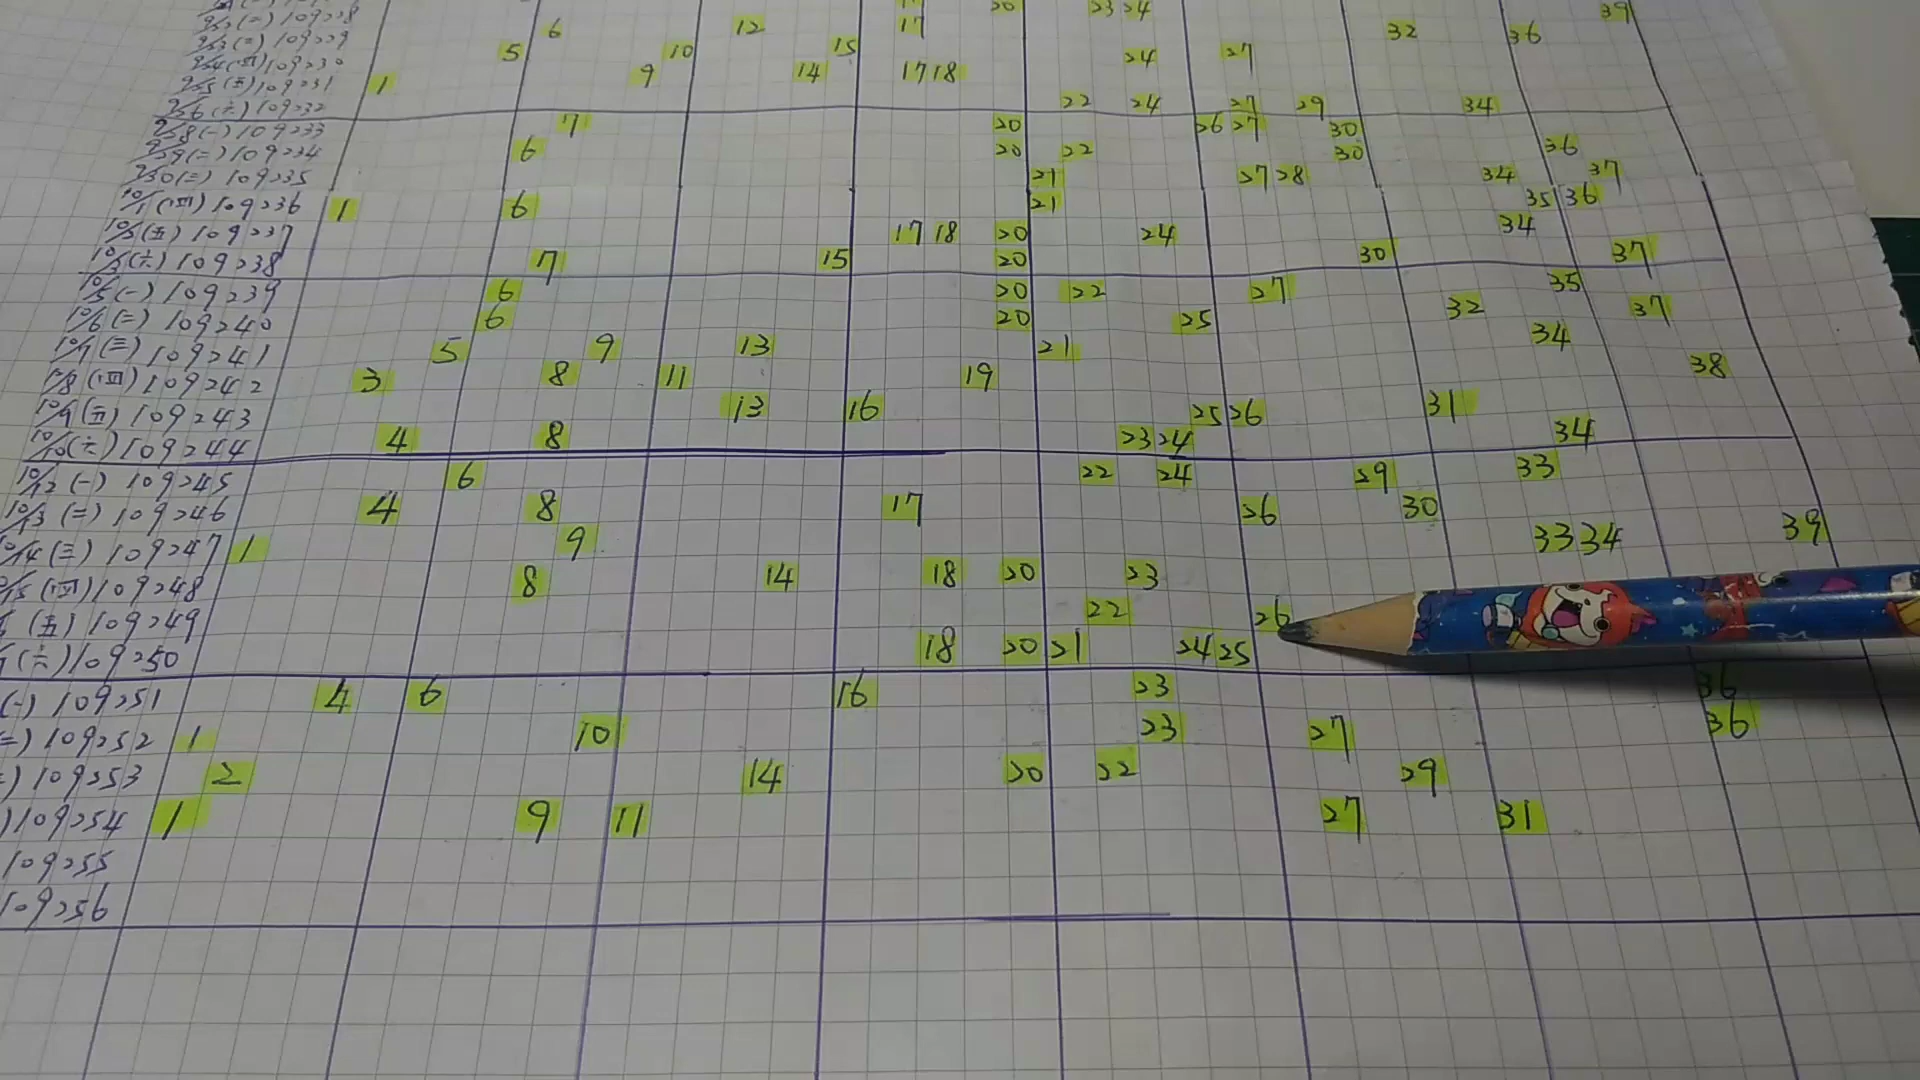 9/22 (二) 109228 20 23 24 39
9/23 (三) 109229 6 12 17 32 36
9/24 (四) 109230 5 10 15 24 27
9/25 (五) 109231 1 9 14 17 18
9/26 (六) 109232 22 24 27 29 34
9/28 (一) 109233 7 20 26 27 30
9/29 (二) 109234 6 20 22 30 36
9/30 (三) 109235 21 27 28 34 37
10/1 (四) 109236 1 6 21 35 36
10/2 (五) 109237 17 18 20 24 34
10/3 (六) 109238 7 15 20 30 37
10/5 (一) 109239 6 20 22 27 35
10/6 (二) 109240 6 20 25 32 37
10/7 (三) 109241 5 9 13 21 34
10/8 (四) 109242 3 8 11 19 38
10/9 (五) 109243 13 16 25 26 31
10/10 (六) 109244 4 8 23 24 34
10/12 (一) 109245 6 22 24 29 33
10/13 (二) 109246 4 8 17 26 30
10/14 (三) 109247 1 9 33 34 39
10/15 (四) 109248 8 14 18 20 23
(五) 109249 22 26
(六) 109250 18 20 21 24 25
(一) 109251 4 6 16 23 36
109252 1 10 23 27 36
109253 2 14 20 22 29
109254 1 9 11 27 31
109255
109256